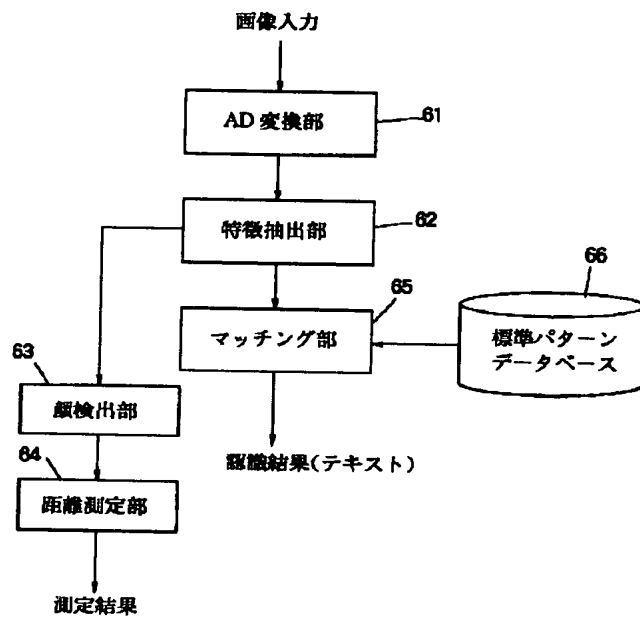 画像入力
AD 変換部
61
特徴抽出部
62
66
65
マッチング部
標準パターン
データベース
63
顔検出部
認識結果(テキスト)
64
距離測定部
測定結果